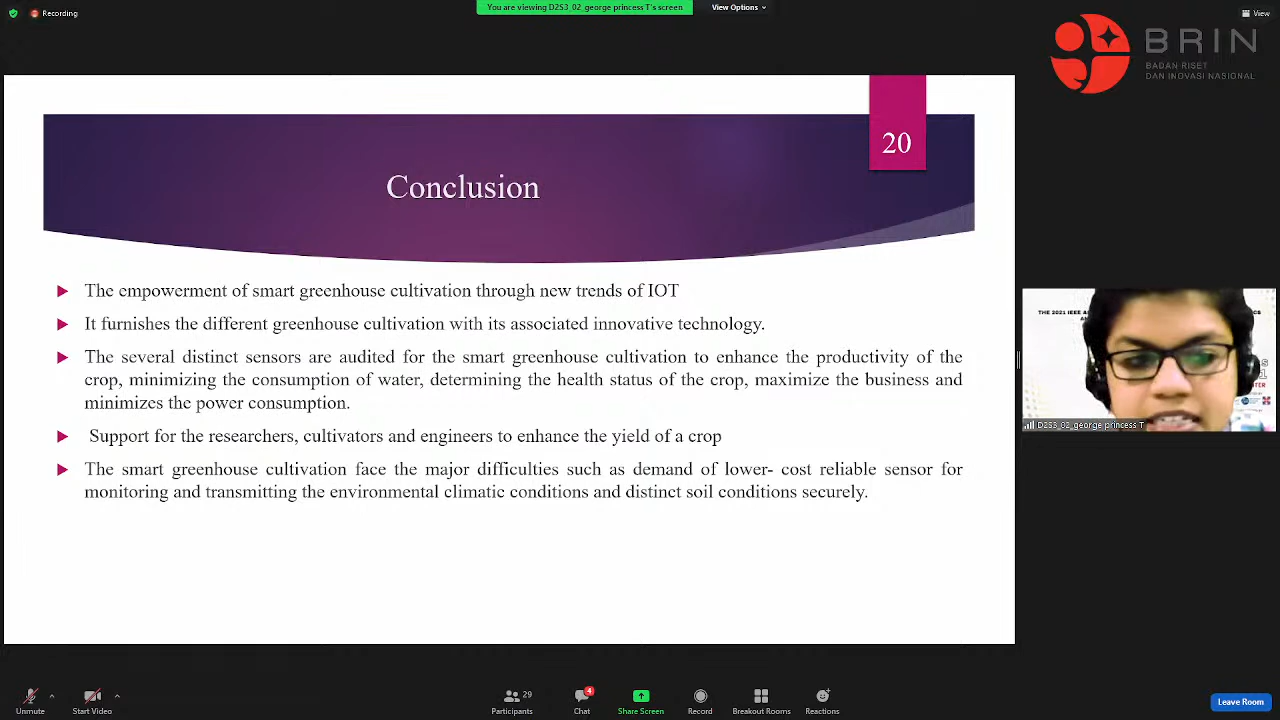 Recording
You are viewing D2S3_02_george princess T's screen
View Options
View
BRIN
BADAN RISET
DAN INOVASI NASIONAL
20
Conclusion
The empowerment of smart greenhouse cultivation through new trends of IOT
It furnishes the different greenhouse cultivation with its associated innovative technology.
The several distinct sensors are audited for the smart greenhouse cultivation to enhance the productivity of the
crop, minimizing the consumption of water, determining the health status of the crop, maximize the business and
minimizes the power consumption.
Support for the researchers, cultivators and engineers to enhance the yield of a crop
The smart greenhouse cultivation face the major difficulties such as demand of lower- cost reliable sensor for
monitoring and transmitting the environmental climatic conditions and distinct soil conditions securely.
THE 2021 IEEE
D2S3_02_george princess T
Unmute
Start Video
Participants
29
Chat
4
Share Screen
Record
Breakout Rooms
Reactions
Leave Room